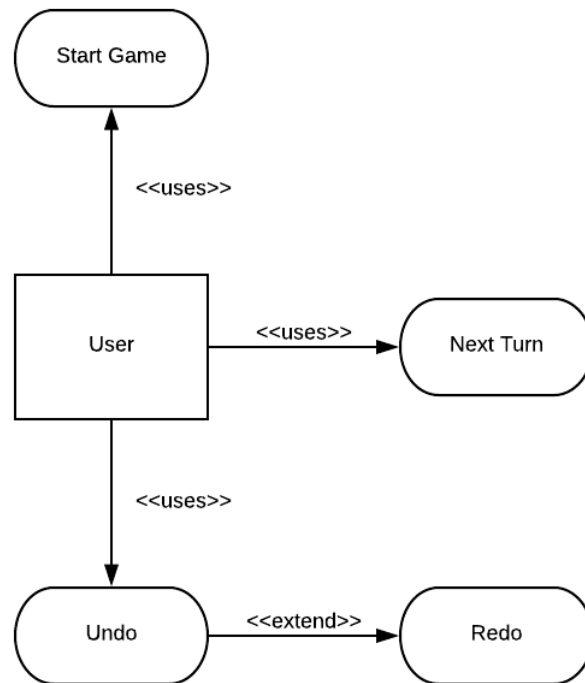 Start Game
<<uses>>
User
<<uses>>
Next Turn
<<uses>>
Undo
<<extend>>
Redo